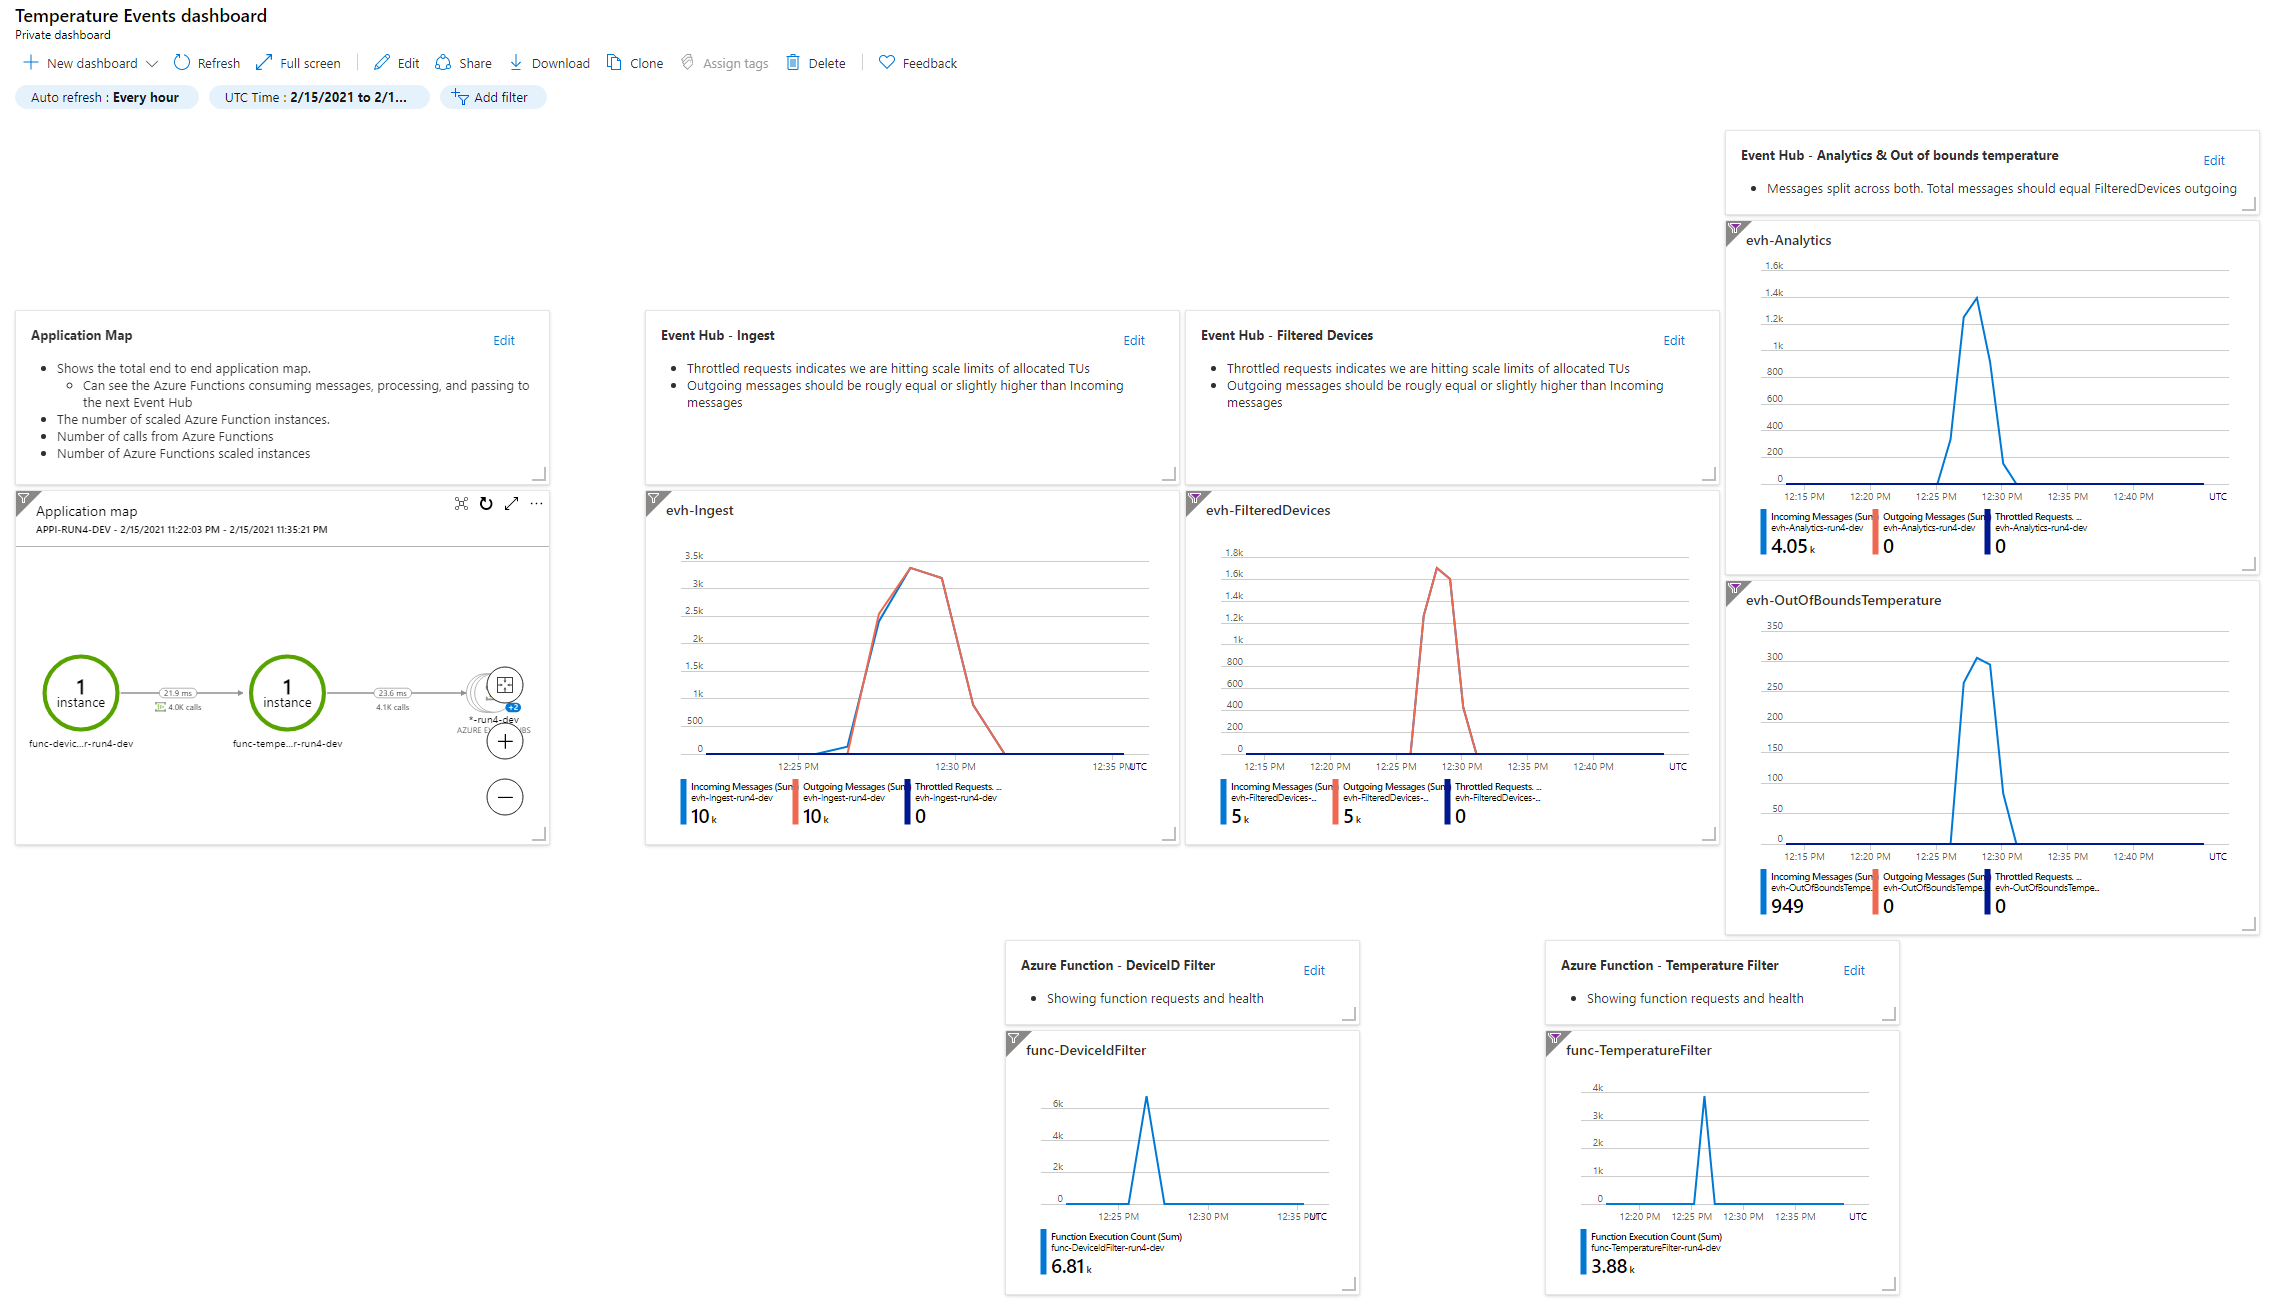 Temperature Events dashboard
Private dashboard
New dashboard
Refresh
Full screen
Edit
Share
Download
Clone
Assign tags
Delete
Feedback
Auto refresh : Every hour
UTC Time : 2/15/2021 to 2/1...
Add filter
Application Map
Edit
Shows the total end to end application map.
Can see the Azure Functions consuming messages, processing, and passing to
the next Event Hub
The number of scaled Azure Function instances.
Number of calls from Azure Functions
Number of Azure Functions scaled instances
Application map
APPI-RUN4-DEV - 2/15/2021 11:22:03 PM - 2/15/2021 11:35:21 PM
1
instance
func-devic...r-run4-dev
21.9 ms
4.0K calls
1
instance
func-tempe...r-run4-dev
23.6 ms
4.1K calls
+2
*-run4-dev
Event Hub - Ingest
Edit
Throttled requests indicates we are hitting scale limits of allocated TUs
Outgoing messages should be rougly equal or slightly higher than Incoming
messages
evh-Ingest
3.5k
3k
2.5k
2k
1.5k
1k
500
0
12:25 PM
12:30 PM
12:35 PM
UTC
Incoming Messages (Sum
evh-Ingest-run4-dev
10 k
Outgoing Messages (Sum
evh-Ingest-run4-dev
10 k
Throttled Requests. ...
evh-Ingest-run4-dev
0
Event Hub - Filtered Devices
Edit
Throttled requests indicates we are hitting scale limits of allocated TUs
Outgoing messages should be rougly equal or slightly higher than Incoming
messages
evh-FilteredDevices
1.8k
1.6k
1.4k
1.2k
1k
800
600
400
200
0
12:15 PM
12:20 PM
12:25 PM
12:30 PM
12:35 PM
12:40 PM
UTC
Incoming Messages (Sum
evh-FilteredDevices-...
5 k
Outgoing Messages (Sum
evh-FilteredDevices-...
5 k
Throttled Requests. ...
evh-FilteredDevices-...
0
Event Hub - Analytics & Out of bounds temperature
Edit
Messages split across both. Total messages should equal FilteredDevices outgoing
evh-Analytics
1.6k
1.4k
1.2k
1k
800
600
400
200
0
12:15 PM
12:20 PM
12:25 PM
12:30 PM
12:35 PM
12:40 PM
UTC
Incoming Messages (Sum
evh-Analytics-run4-dev
4.05 k
Outgoing Messages (Sum
evh-Analytics-run4-dev
0
Throttled Requests. ...
evh-Analytics-run4-dev
0
evh-OutOfBoundsTemperature
350
300
250
200
150
100
50
0
12:15 PM
12:20 PM
12:25 PM
12:30 PM
12:35 PM
12:40 PM
UTC
Incoming Messages (Sum
evh-OutOfBoundsTempe...
949
Outgoing Messages (Sum
evh-OutOfBoundsTempe...
0
Throttled Requests. ...
evh-OutOfBoundsTempe...
0
Azure Function - DeviceID Filter
Edit
Showing function requests and health
func-DeviceIdFilter
6k
4k
2k
0
12:25 PM
12:30 PM
12:35 PM
UTC
Function Execution Count (Sum)
func-DeviceIdFilter-run4-dev
6.81 k
Azure Function - Temperature Filter
Edit
Showing function requests and health
func-TemperatureFilter
4k
3k
2k
1k
0
12:20 PM
12:25 PM
12:30 PM
12:35 PM
UTC
Function Execution Count (Sum)
func-TemperatureFilter-run4-dev
3.88 k